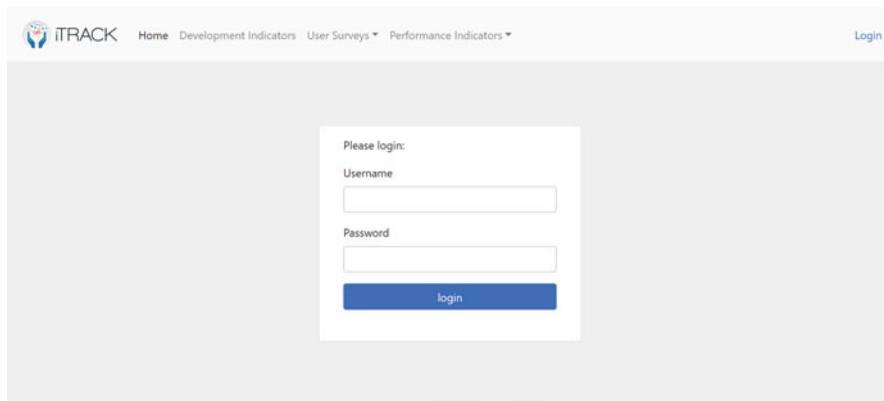 iTRACK Home Development Indicators User Surveys Performance Indicators Login
Please login:
Username
Password
login